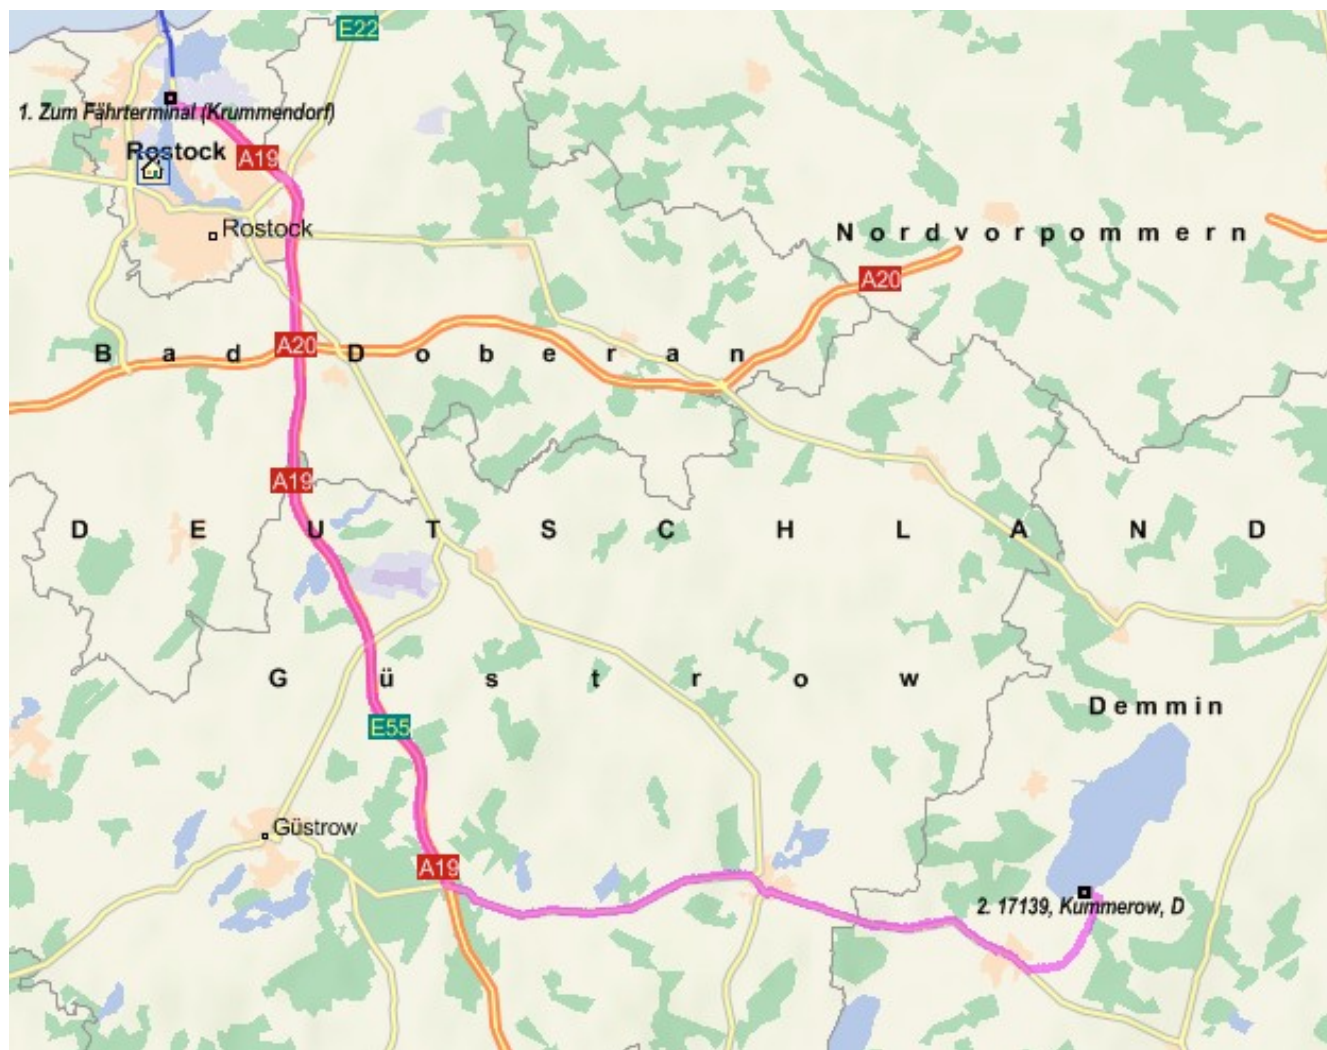 E22
1. Zum Fährterminal (Krummendorf)
Rostock
A19
Rostock
Nordvorpommern
A20
A20
Bad Doberan
A19
DEUTSCHLAND
Güstrow
Demmin
E55
Güstrow
A19
2. 17139, Kummerow, D